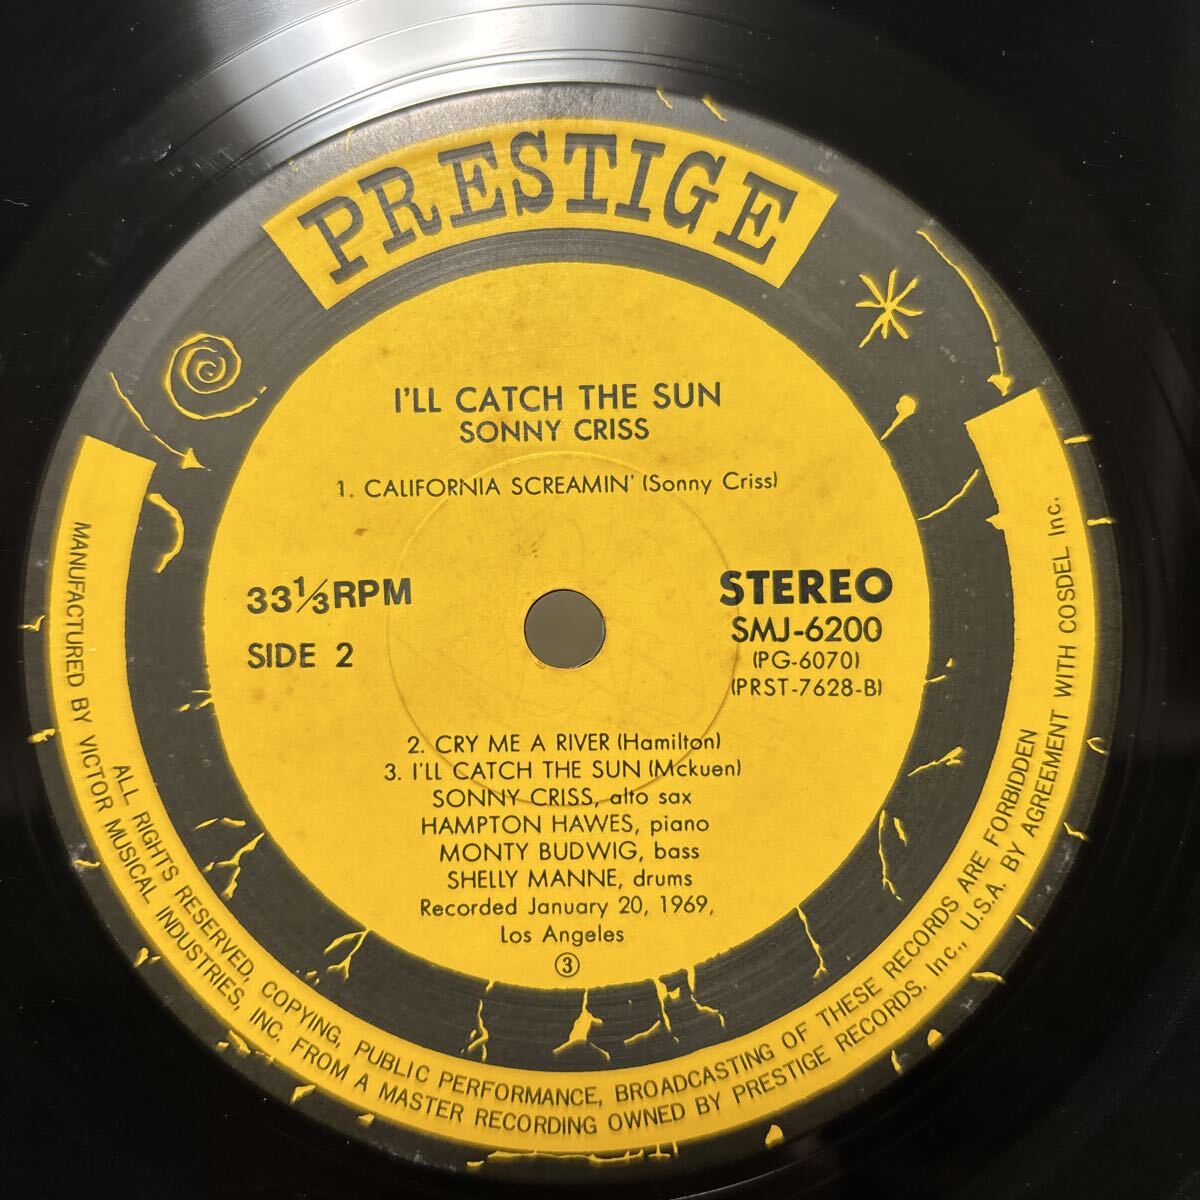 PRESTIGE
I'LL CATCH THE SUN
SONNY CRISS
1. CALIFORNIA SCREAMIN' (Sonny Criss)
33⅓ RPM
SIDE 2
STEREO
SMJ-6200
(PG-6070)
(PRST-7628-B)
2. CRY ME A RIVER (Hamilton)
3. I'LL CATCH THE SUN (Mckuen)
SONNY CRISS, alto sax
HAMPTON HAWES, piano
MONTY BUDWIG, bass
SHELLY MANNE, drums
Recorded January 20, 1969,
Los Angeles
③
ALL RIGHTS RESERVED, COPYING, PUBLIC PERFORMANCE, BROADCASTING OF THESE RECORDS ARE FORBIDDEN
MANUFACTURED BY VICTOR MUSICAL INDUSTRIES, INC. FROM A MASTER RECORDING OWNED BY PRESTIGE RECORDS. Inc., U.S.A. BY AGREEMENT WITH COSDEL Inc.